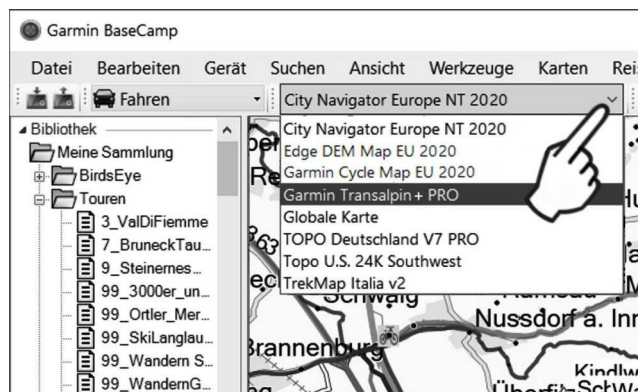 Garmin BaseCamp
Datei Bearbeiten Gerät Suchen Ansicht Werkzeuge Karten
Fahren City Navigator Europe NT 2020
Bibliothek
Meine Sammlung
BirdsEye
Touren
3_ValDiFiemme
7_BruneckTau...
9_Steinernes...
99_3000er_un...
99_Ortler_Mer...
99_SkiLanglau...
99_Wandern S...
99_WandernG...
City Navigator Europe NT 2020
Edge DEM Map EU 2020
Garmin Cycle Map EU 2020
Garmin Transalpin+ PRO
Globale Karte
TOPO Deutschland V7 PRO
Topo U.S. 24K Southwest
TrekMap Italia v2
Nussdorf a. Inn
Brannenburg